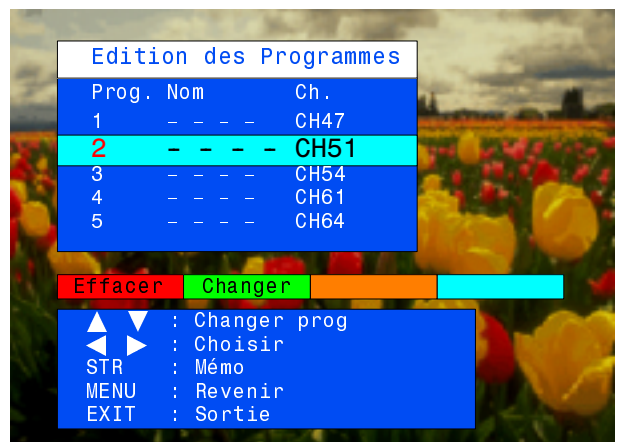 Edition des Programmes
Prog. Nom Ch.
1 - - - - CH47
2 - - - - CH51
3 - - - - CH54
4 - - - - CH61
5 - - - - CH64
Effacer Changer
▲ ▼ : Changer prog
◀ ▶ : Choisir
STR : Mémo
MENU : Revenir
EXIT : Sortie